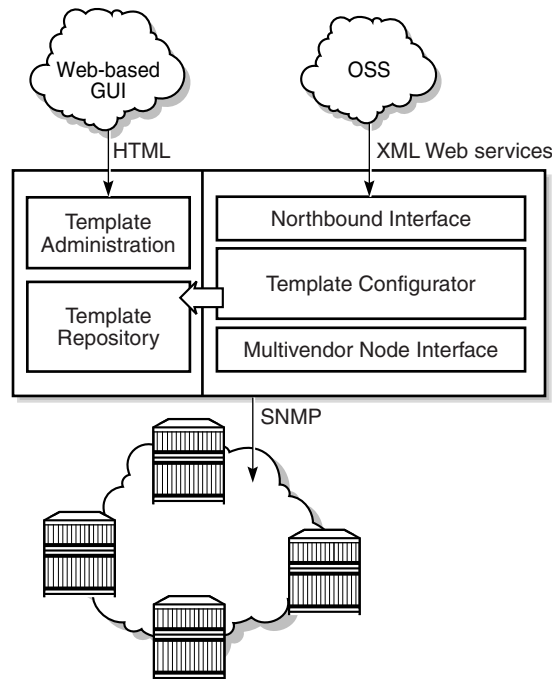 Web-based
GUI
OSS
HTML
XML Web services
Template
Administration
Northbound Interface
Template
Repository
Template Configurator
Multivendor Node Interface
SNMP